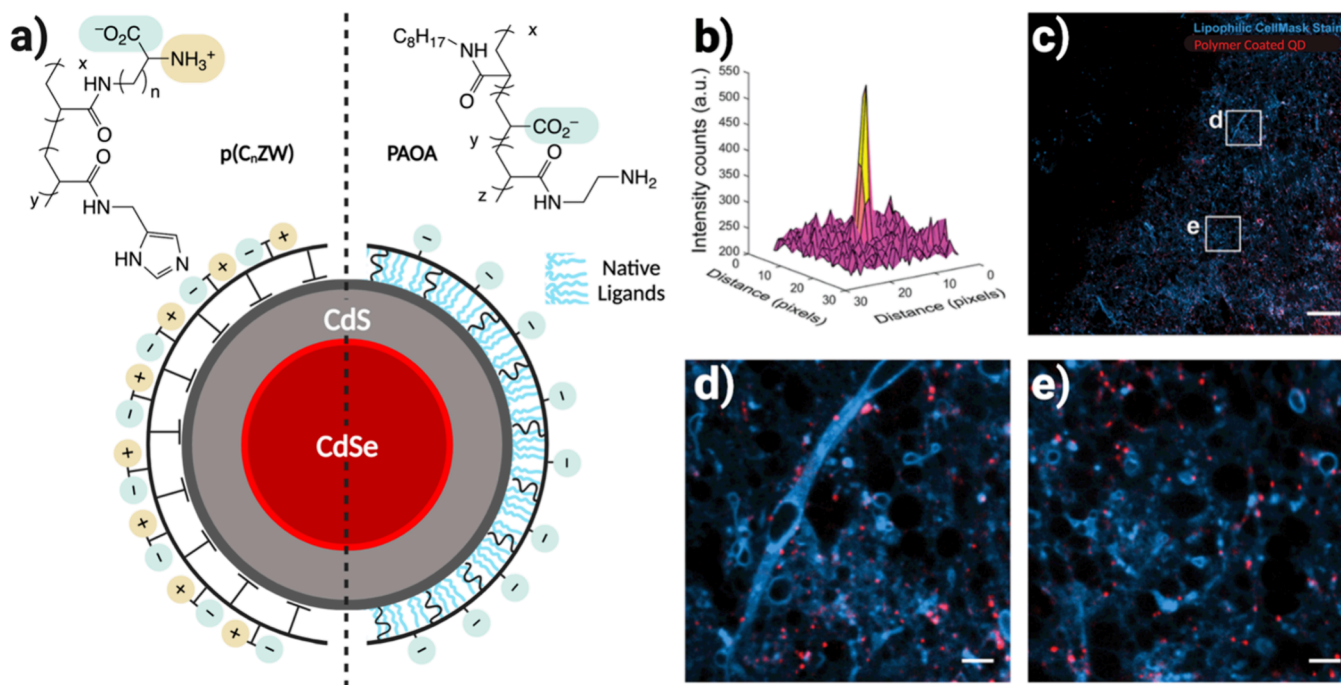 a)
⁻O₂C
NH₃⁺
x
HN
n
O
O
y
HN
HN
N
p(CₙZW)
C₈H₁₇
NH
x
O
CO₂⁻
y
O
z
HN
NH₂
PAOA
Native
Ligands
CdS
CdSe
b)
Intensity counts (a.u.)
550
500
450
400
350
300
250
200
0
10
20
30
Distance (pixels)
30
20
10
0
Distance (pixels)
c)
Lipophilic CellMask Stain
Polymer Coated QD
d
e
d)
e)